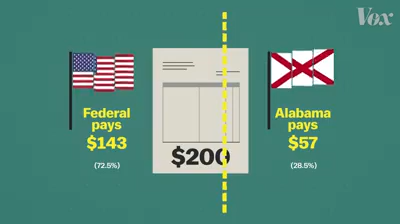 Vox
Federal
pays
$143
(72.5%)
$200
Alabama
pays
$57
(28.5%)